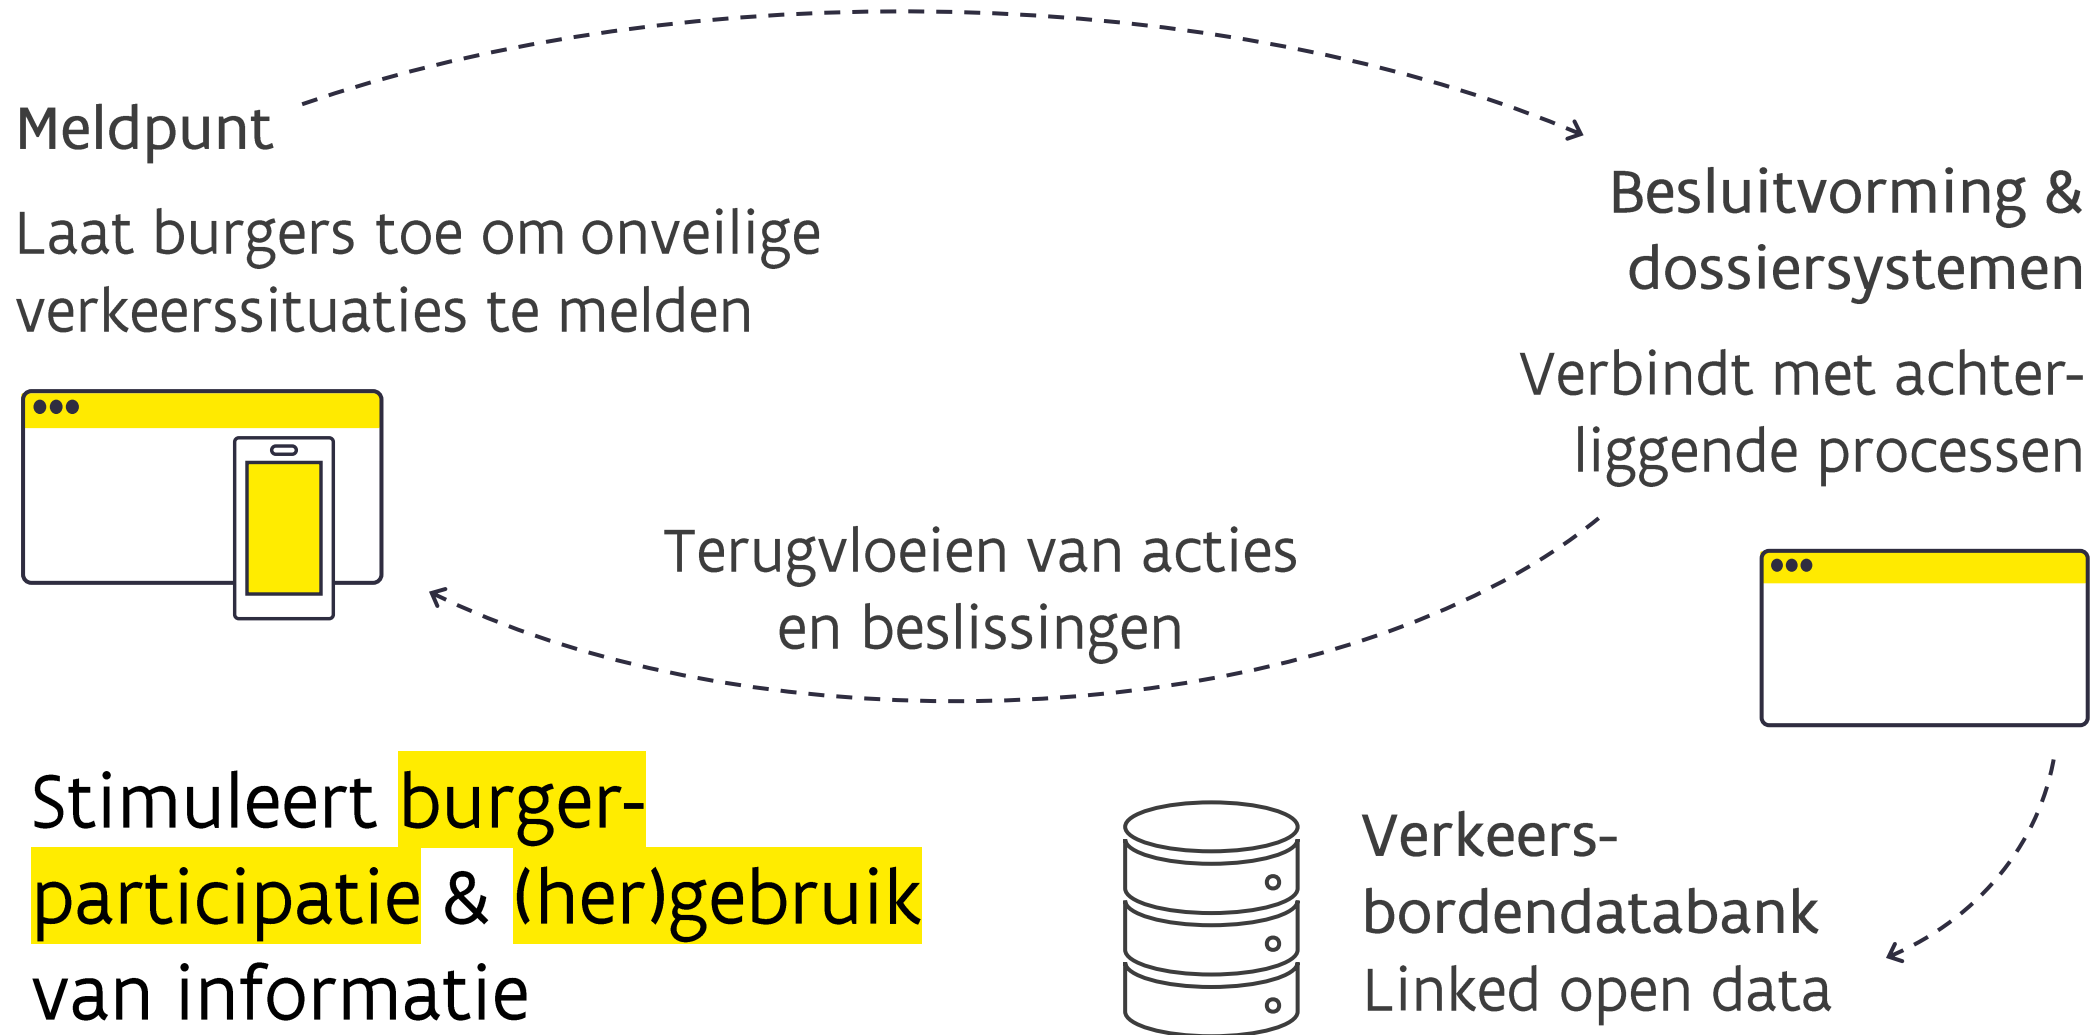 Meldpunt
Laat burgers toe om onveilige
verkeerssituaties te melden
Besluitvorming &
dossiersystemen
Verbindt met achter-
liggende processen
Terugvloeien van acties
en beslissingen
Stimuleert burger-
participatie & (her)gebruik
van informatie
Verkeers-
bordendatabank
Linked open data